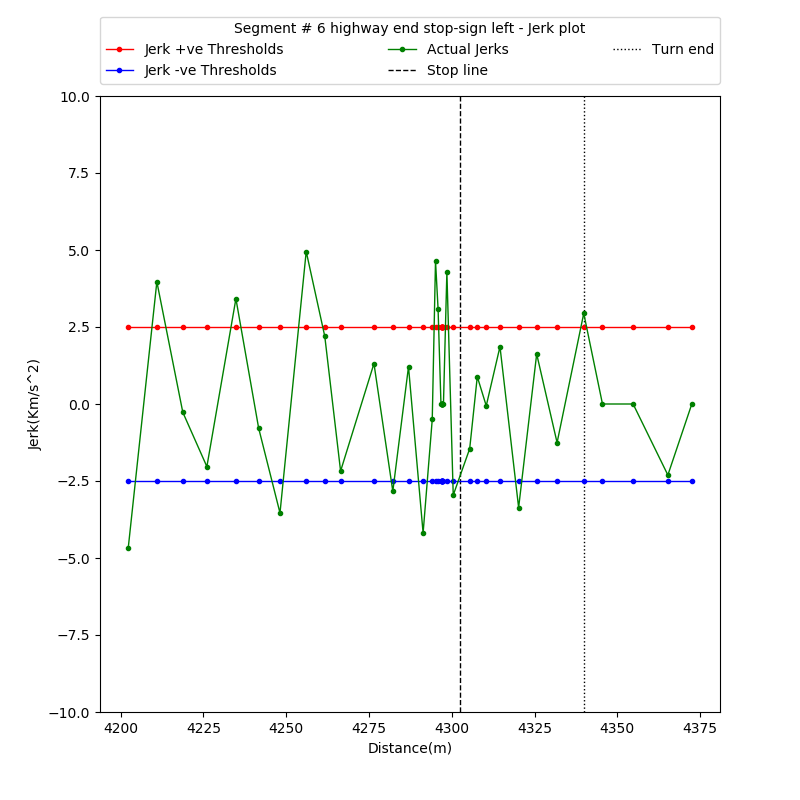 Segment # 6 highway end stop-sign left - Jerk plot
Jerk +ve Thresholds
Jerk -ve Thresholds
Actual Jerks
Stop line
Turn end
10.0
7.5
5.0
2.5
0.0
−2.5
−5.0
−7.5
−10.0
Jerk(Km/s^2)
4200 4225 4250 4275 4300 4325 4350 4375
Distance(m)